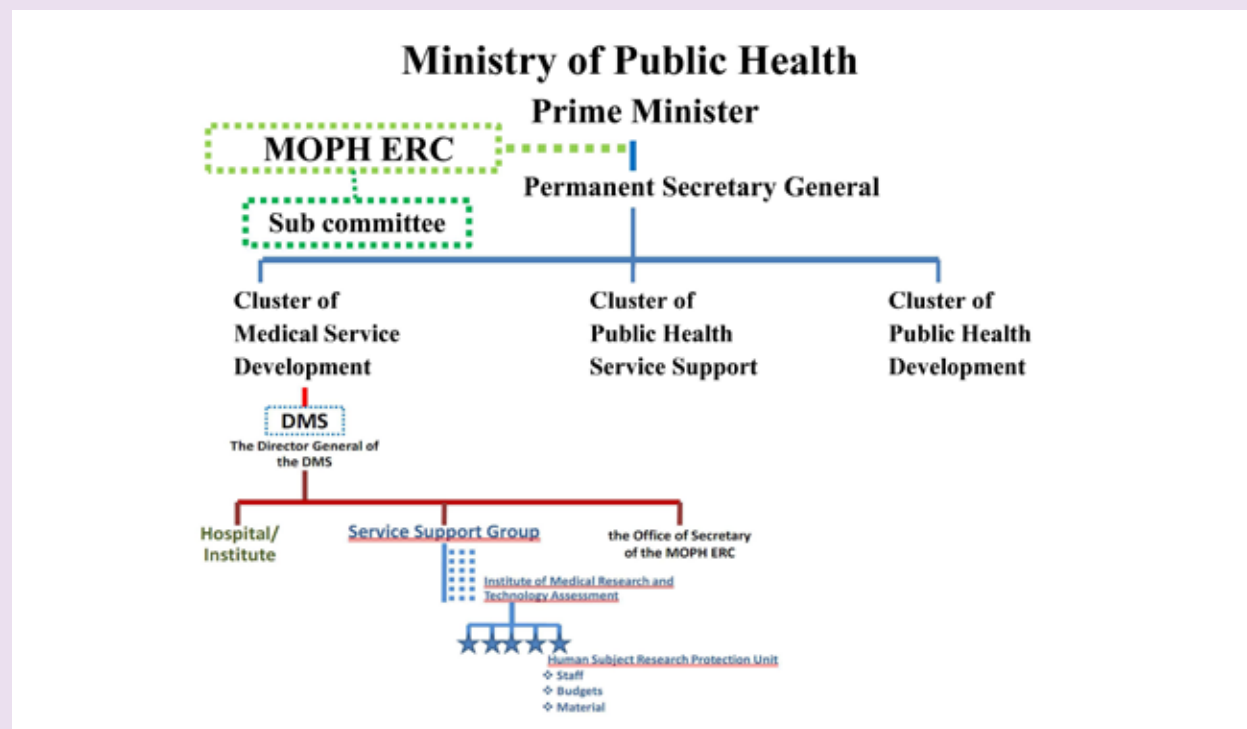 Ministry of Public Health
Prime Minister
MOPH ERC
Permanent Secretary General
Sub committee
Cluster of
Medical Service
Development
Cluster of
Public Health
Service Support
Cluster of
Public Health
Development
DMS
The Director General of
the DMS
Hospital/
Institute
Service Support Group
the Office of Secretary
of the MOPH ERC
Institute of Medical Research and
Technology Assessment
Human Subject Research Protection Unit
❖ Staff
❖ Budgets
❖ Material